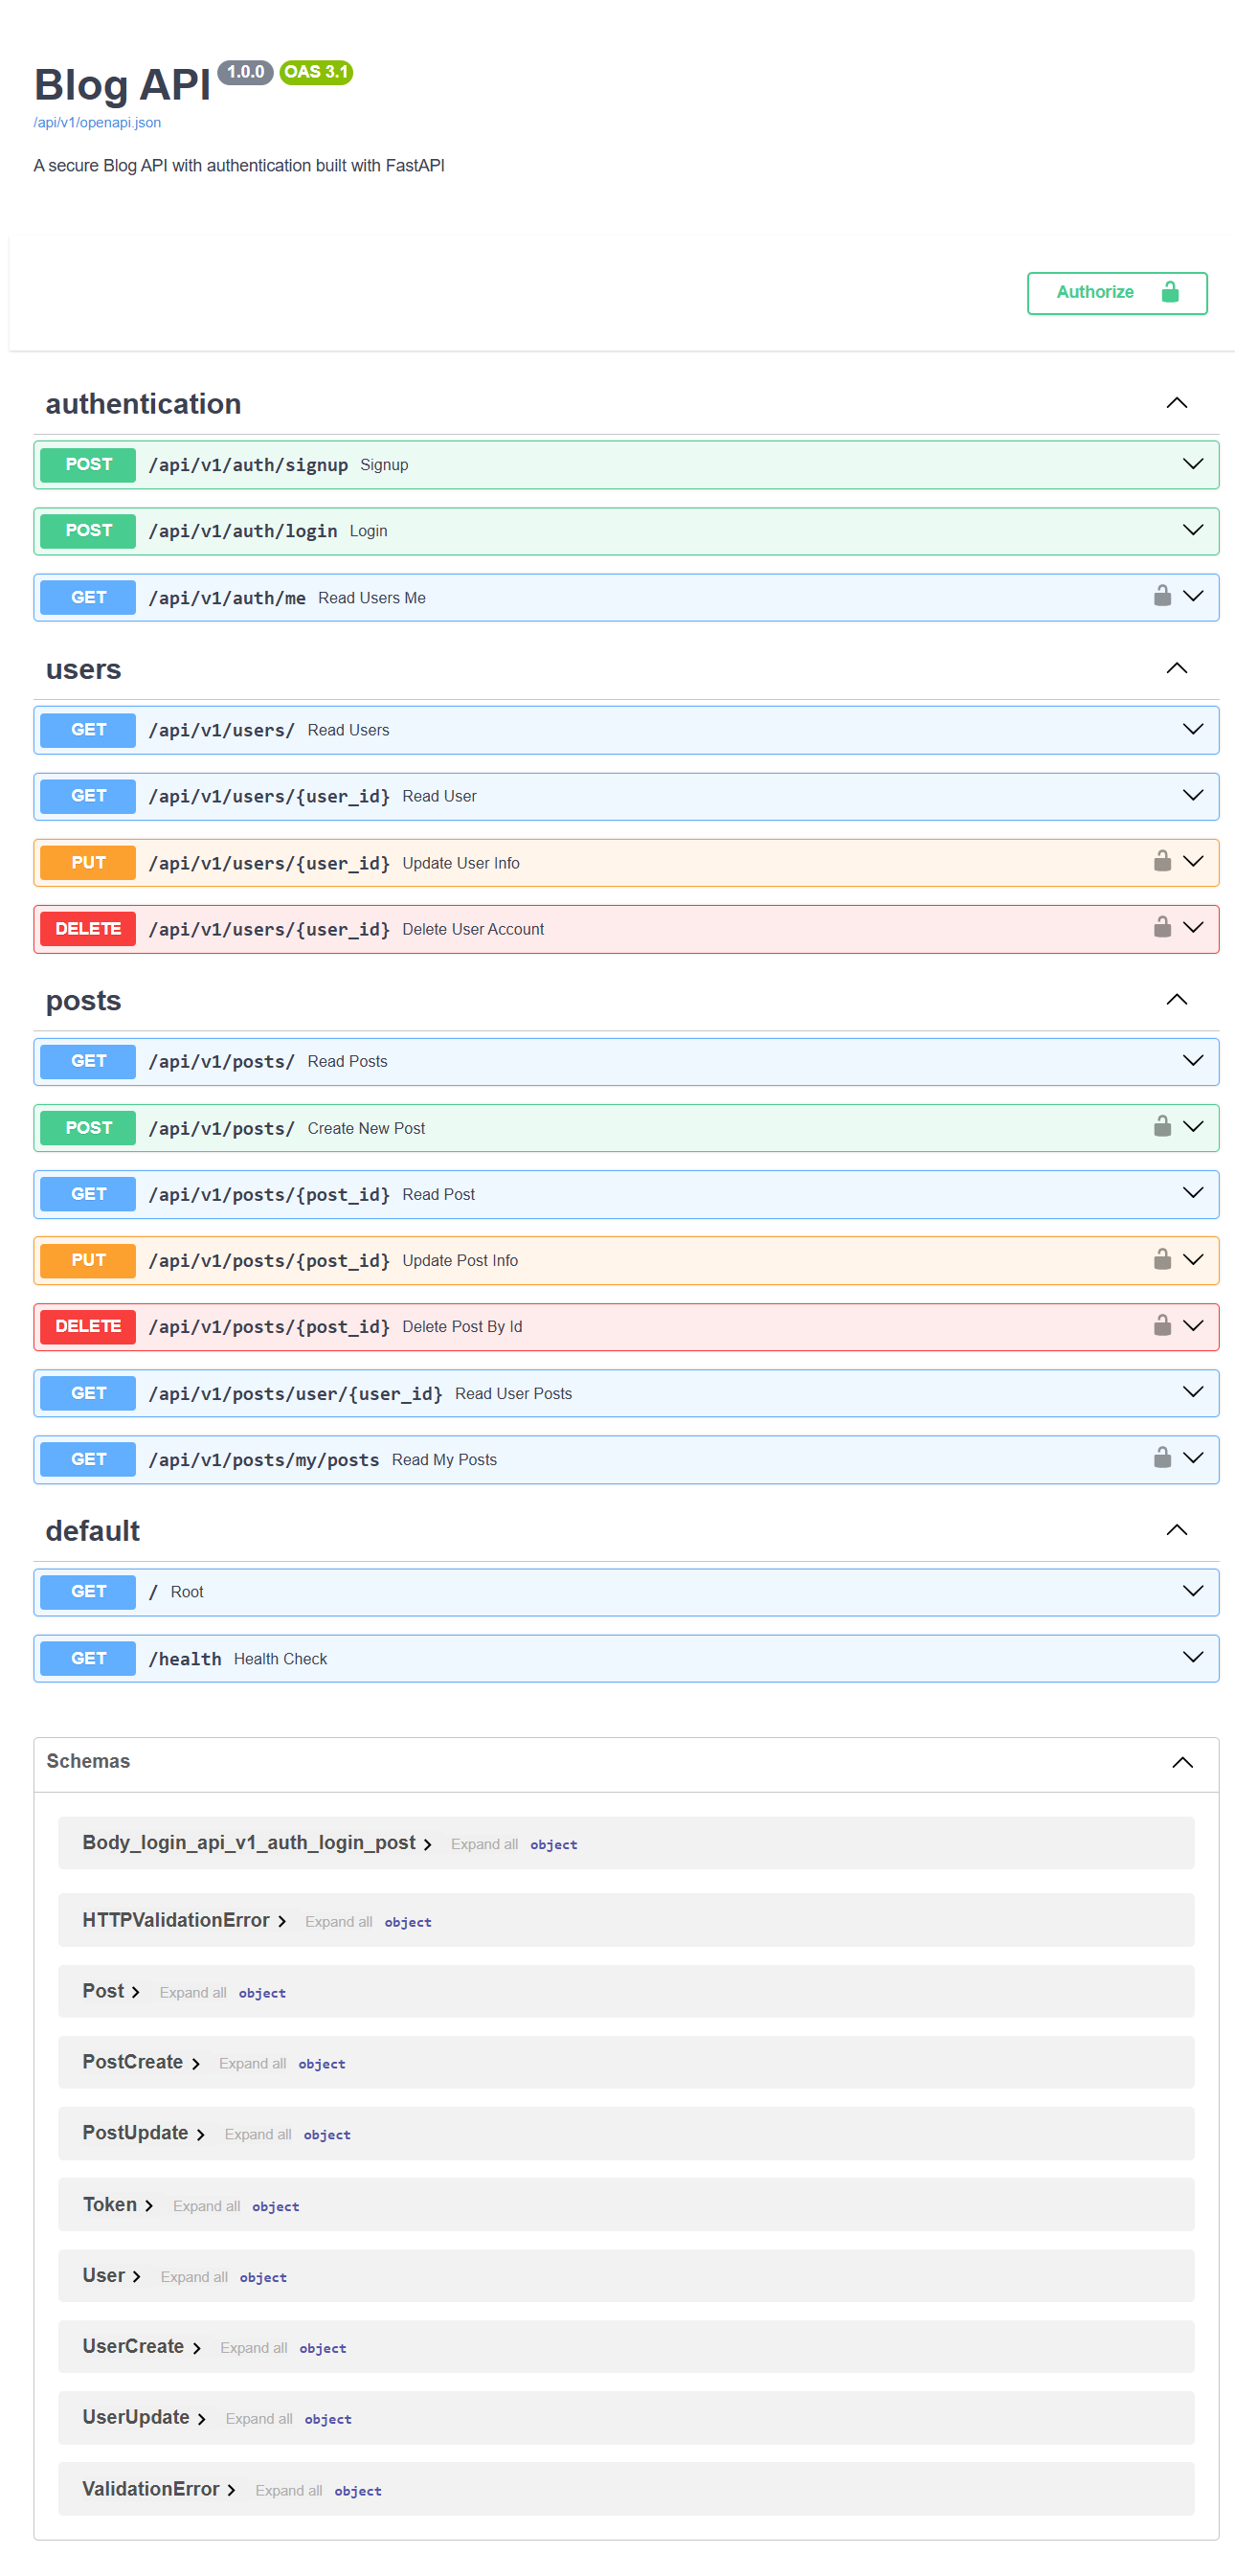 Blog API 1.0.0 OAS 3.1
/api/v1/openapi.json
A secure Blog API with authentication built with FastAPI
Authorize
authentication
POST /api/v1/auth/signup Signup
POST /api/v1/auth/login Login
GET /api/v1/auth/me Read Users Me
users
GET /api/v1/users/ Read Users
GET /api/v1/users/{user_id} Read User
PUT /api/v1/users/{user_id} Update User Info
DELETE /api/v1/users/{user_id} Delete User Account
posts
GET /api/v1/posts/ Read Posts
POST /api/v1/posts/ Create New Post
GET /api/v1/posts/{post_id} Read Post
PUT /api/v1/posts/{post_id} Update Post Info
DELETE /api/v1/posts/{post_id} Delete Post By Id
GET /api/v1/posts/user/{user_id} Read User Posts
GET /api/v1/posts/my/posts Read My Posts
default
GET / Root
GET /health Health Check
Schemas
Body_login_api_v1_auth_login_post Expand all object
HTTPValidationError Expand all object
Post Expand all object
PostCreate Expand all object
PostUpdate Expand all object
Token Expand all object
User Expand all object
UserCreate Expand all object
UserUpdate Expand all object
ValidationError Expand all object